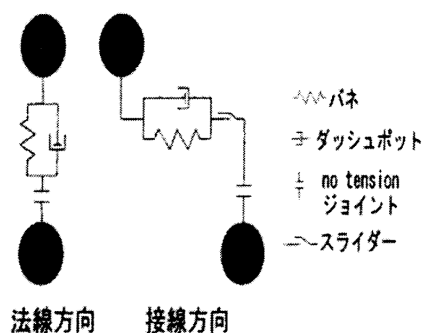 バネ
ダッシュポット
no tension
ジョイント
スライダー
法線方向
接線方向